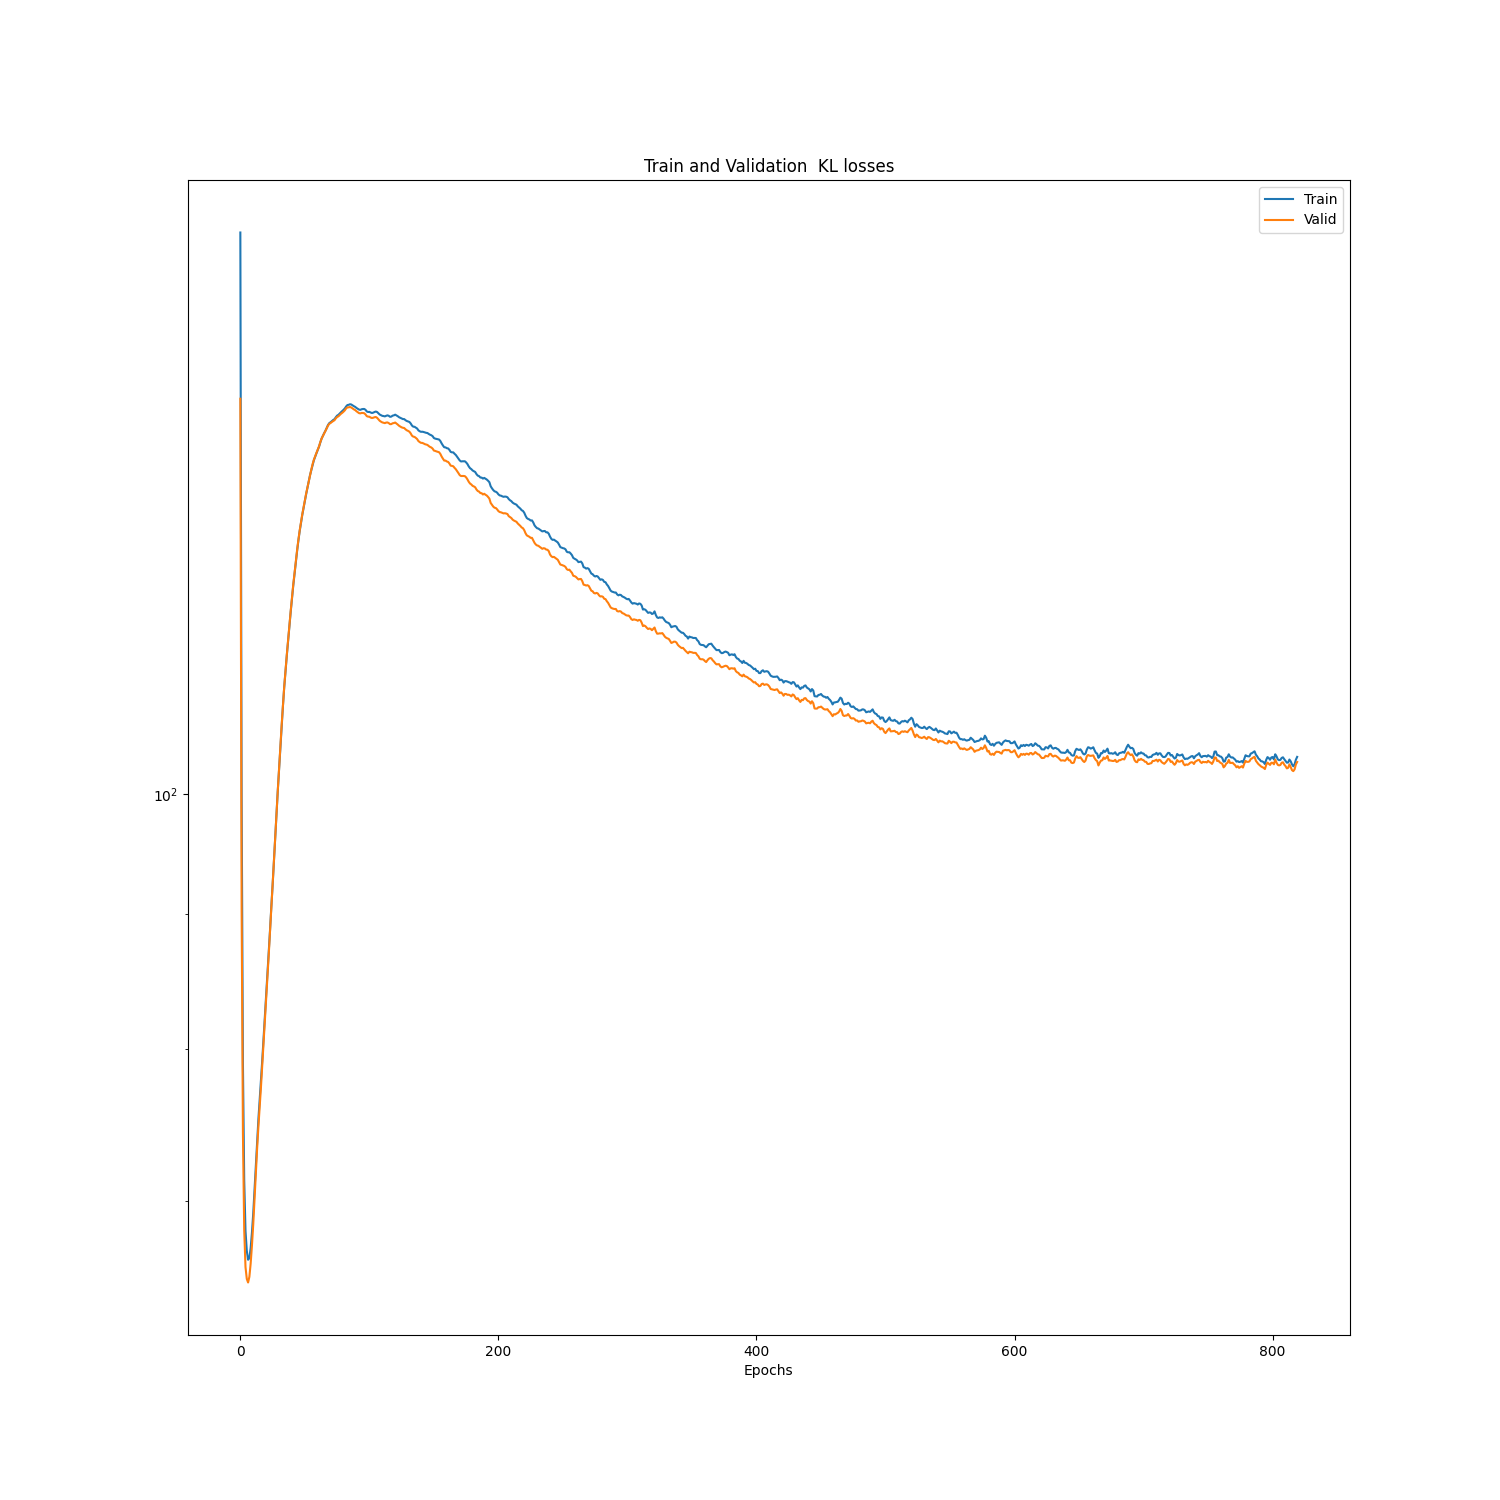 Train and Validation  KL losses
Train
Valid
10²
0 200 400 600 800
Epochs